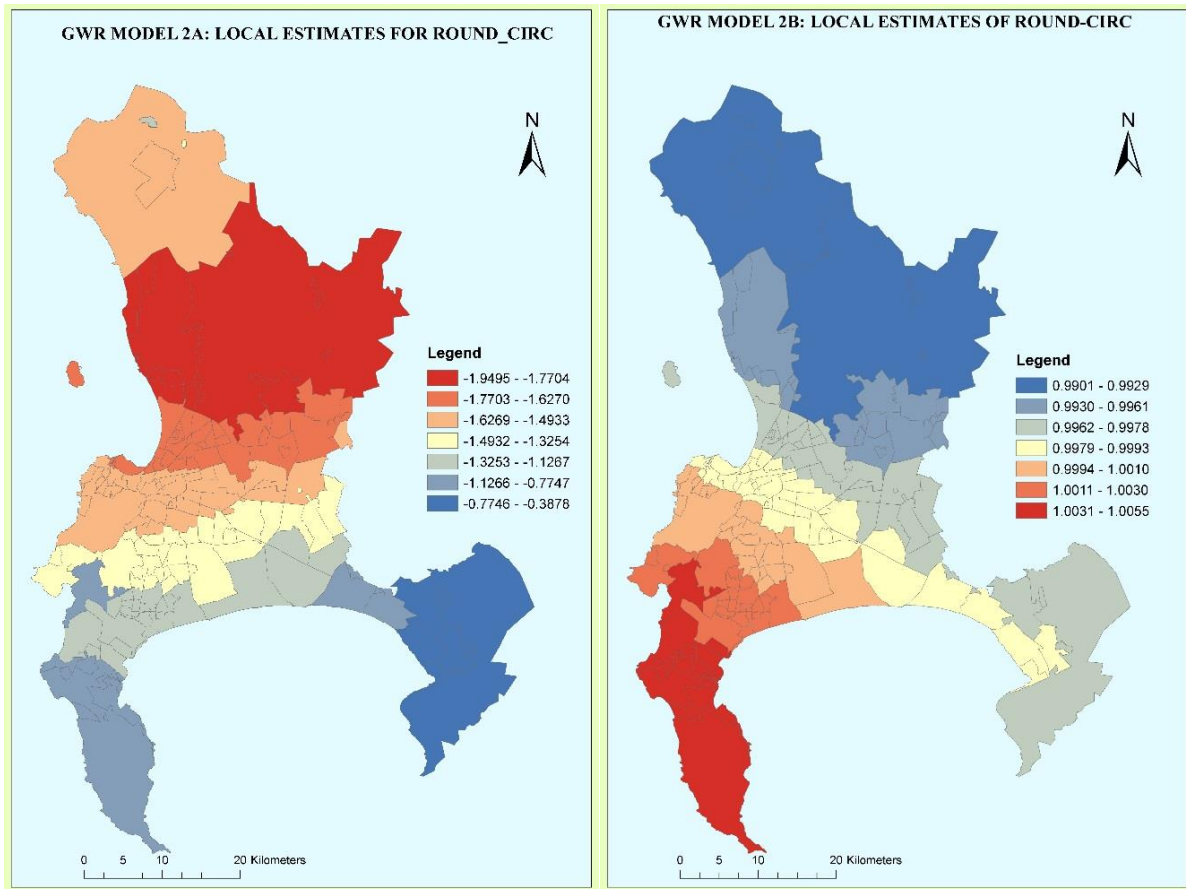 GWR MODEL 2A: LOCAL ESTIMATES FOR ROUND_CIRC
N
Legend
-1.9495 - -1.7704
-1.7703 - -1.6270
-1.6269 - -1.4933
-1.4932 - -1.3254
-1.3253 - -1.1267
-1.1266 - -0.7747
-0.7746 - -0.3878
0 5 10 20 Kilometers
GWR MODEL 2B: LOCAL ESTIMATES OF ROUND-CIRC
N
Legend
0.9901 - 0.9929
0.9930 - 0.9961
0.9962 - 0.9978
0.9979 - 0.9993
0.9994 - 1.0010
1.0011 - 1.0030
1.0031 - 1.0055
0 5 10 20 Kilometers